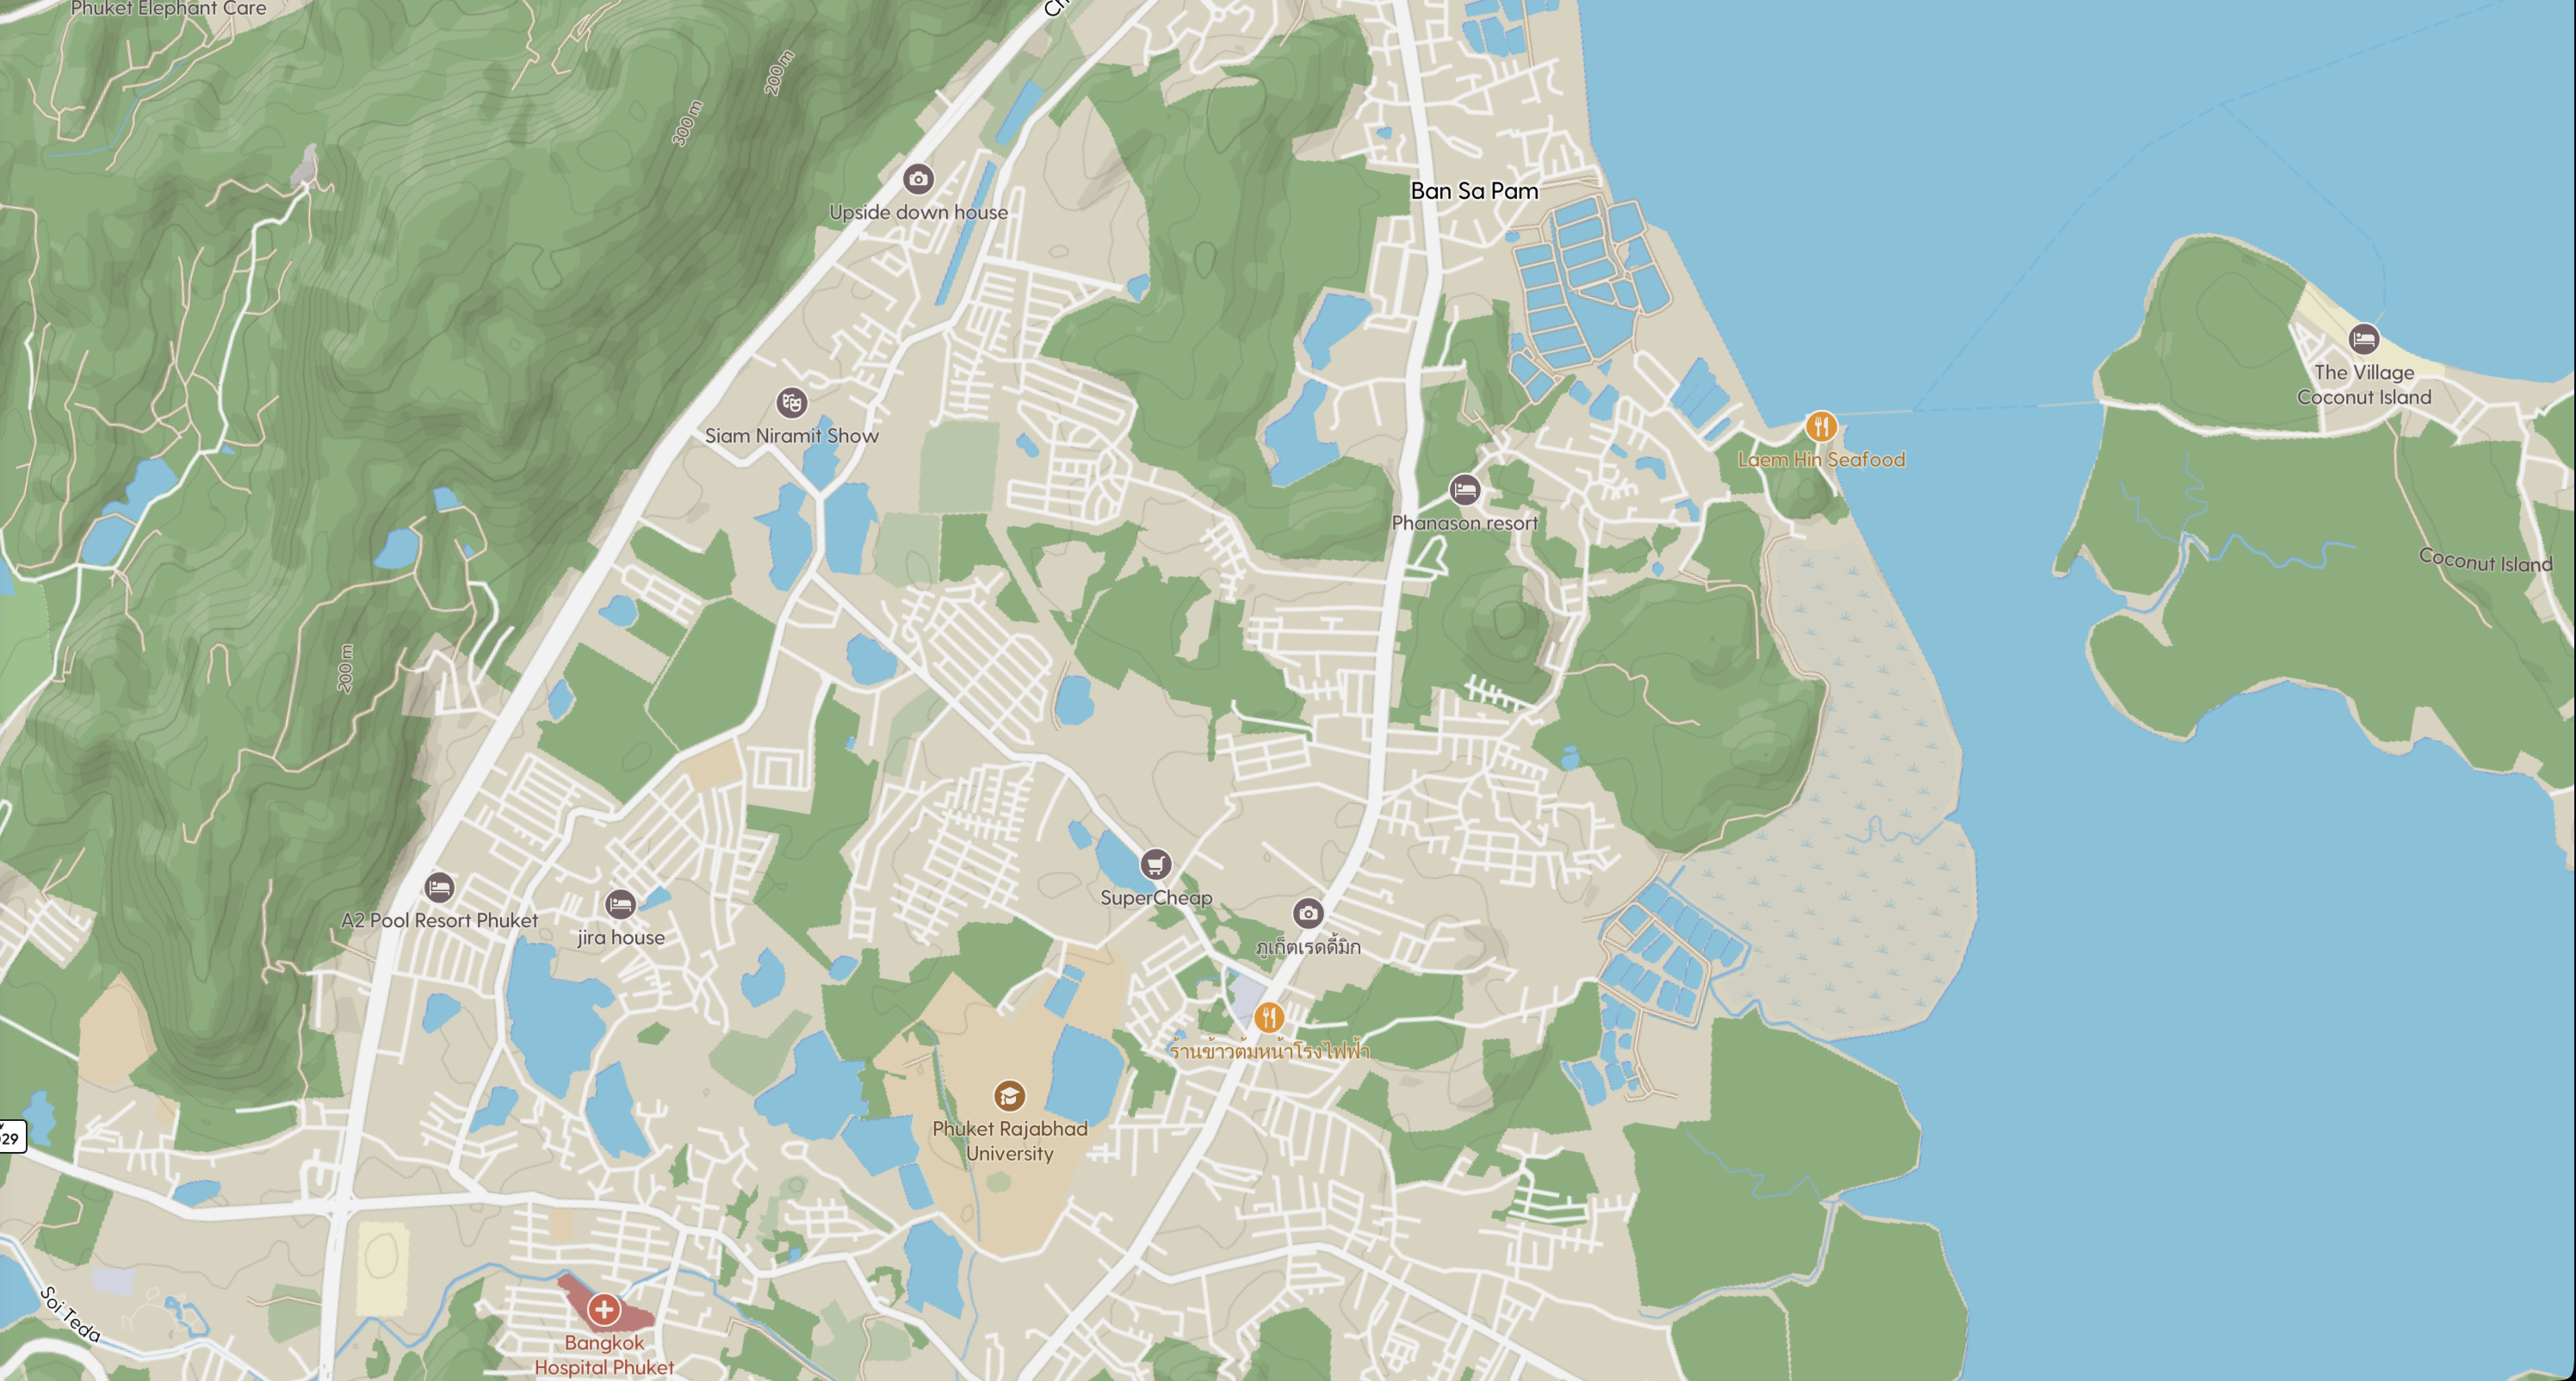 Phuket Elephant Care
200 m
300 m
Upside down house
Ban Sa Pam
The Village
Coconut Island
Siam Niramit Show
Laem Hin Seafood
Phanason resort
Coconut Island
200 m
SuperCheap
A2 Pool Resort Phuket
jira house
ภูเก็ตเรดดี้มิก
ร้านข้าวต้มหน้าโรงไฟฟ้า
Phuket Rajabhad
University
Soi Teda
Bangkok
Hospital Phuket